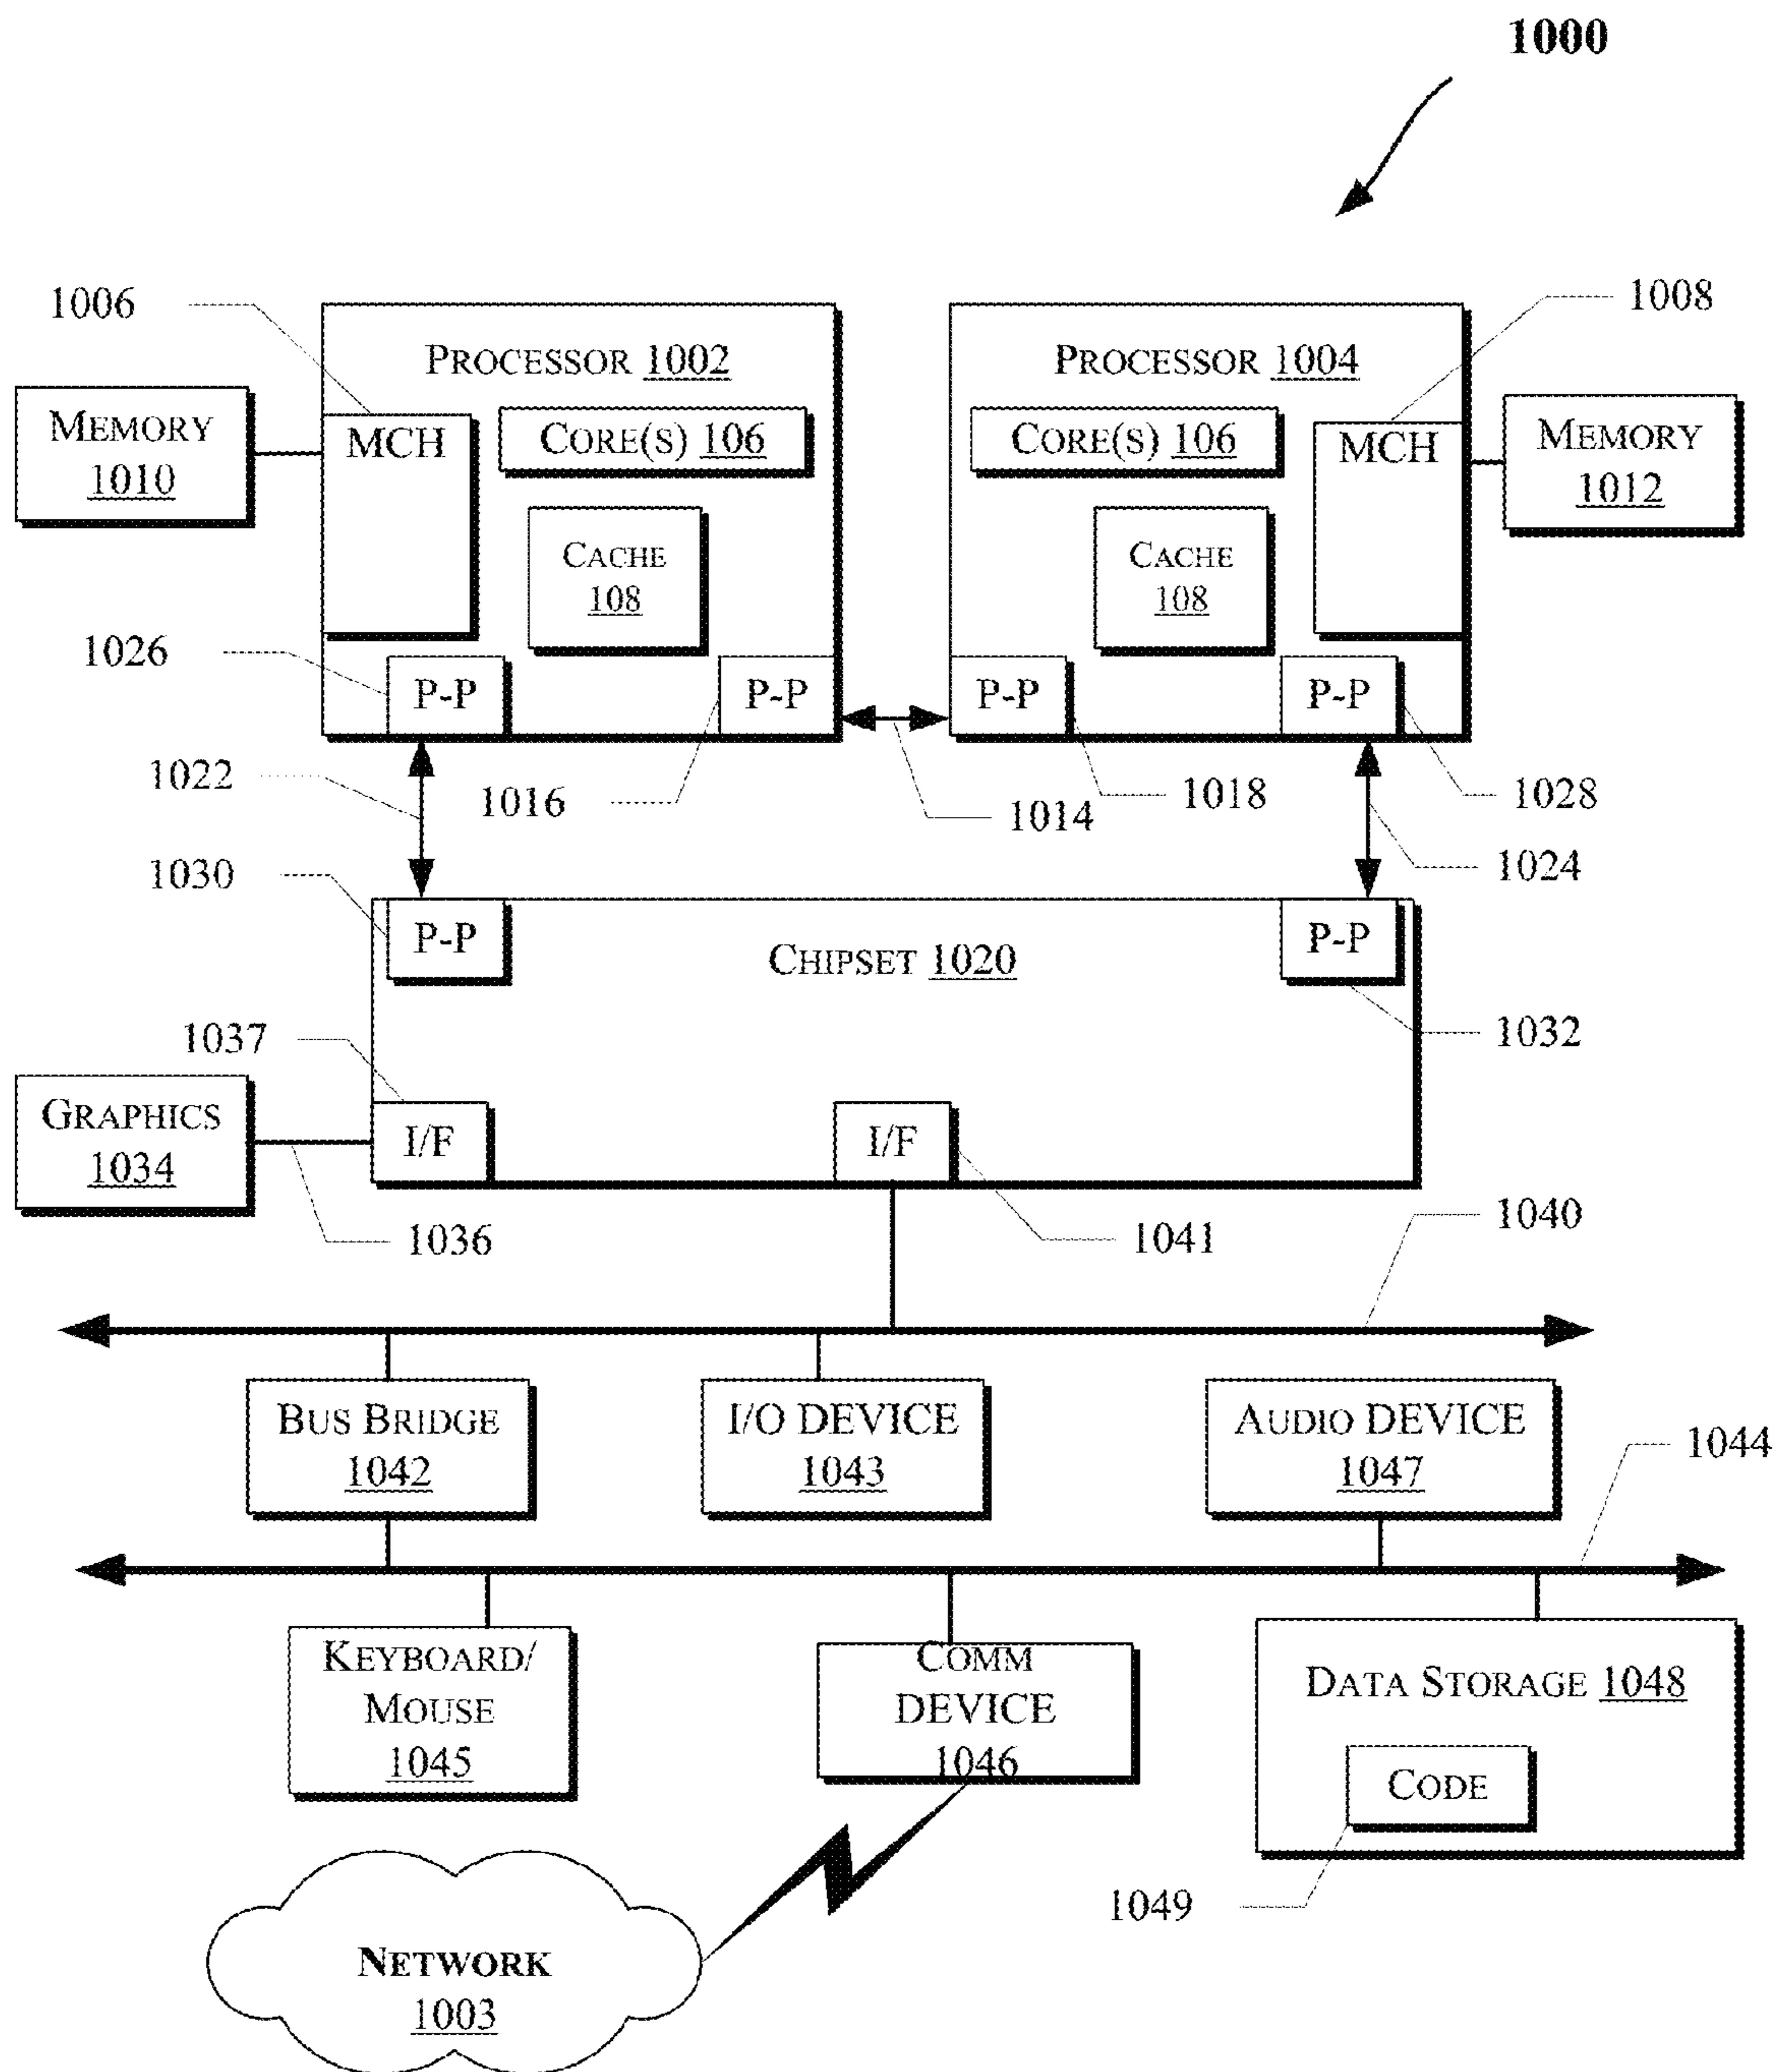 1000
1006
1008
PROCESSOR 1002
PROCESSOR 1004
MEMORY
1010
MCH
CORE(S) 106
CORE(S) 106
MCH
MEMORY
1012
CACHE
108
CACHE
108
1026
P-P
P-P
P-P
P-P
1022
1016
1014
1018
1028
1030
1024
P-P
CHIPSET 1020
P-P
1037
1032
GRAPHICS
1034
I/F
I/F
1036
1041
1040
BUS BRIDGE
1042
I/O DEVICE
1043
AUDIO DEVICE
1047
1044
KEYBOARD/
MOUSE
1045
COMM
DEVICE
1046
DATA STORAGE 1048
CODE
1049
NETWORK
1003